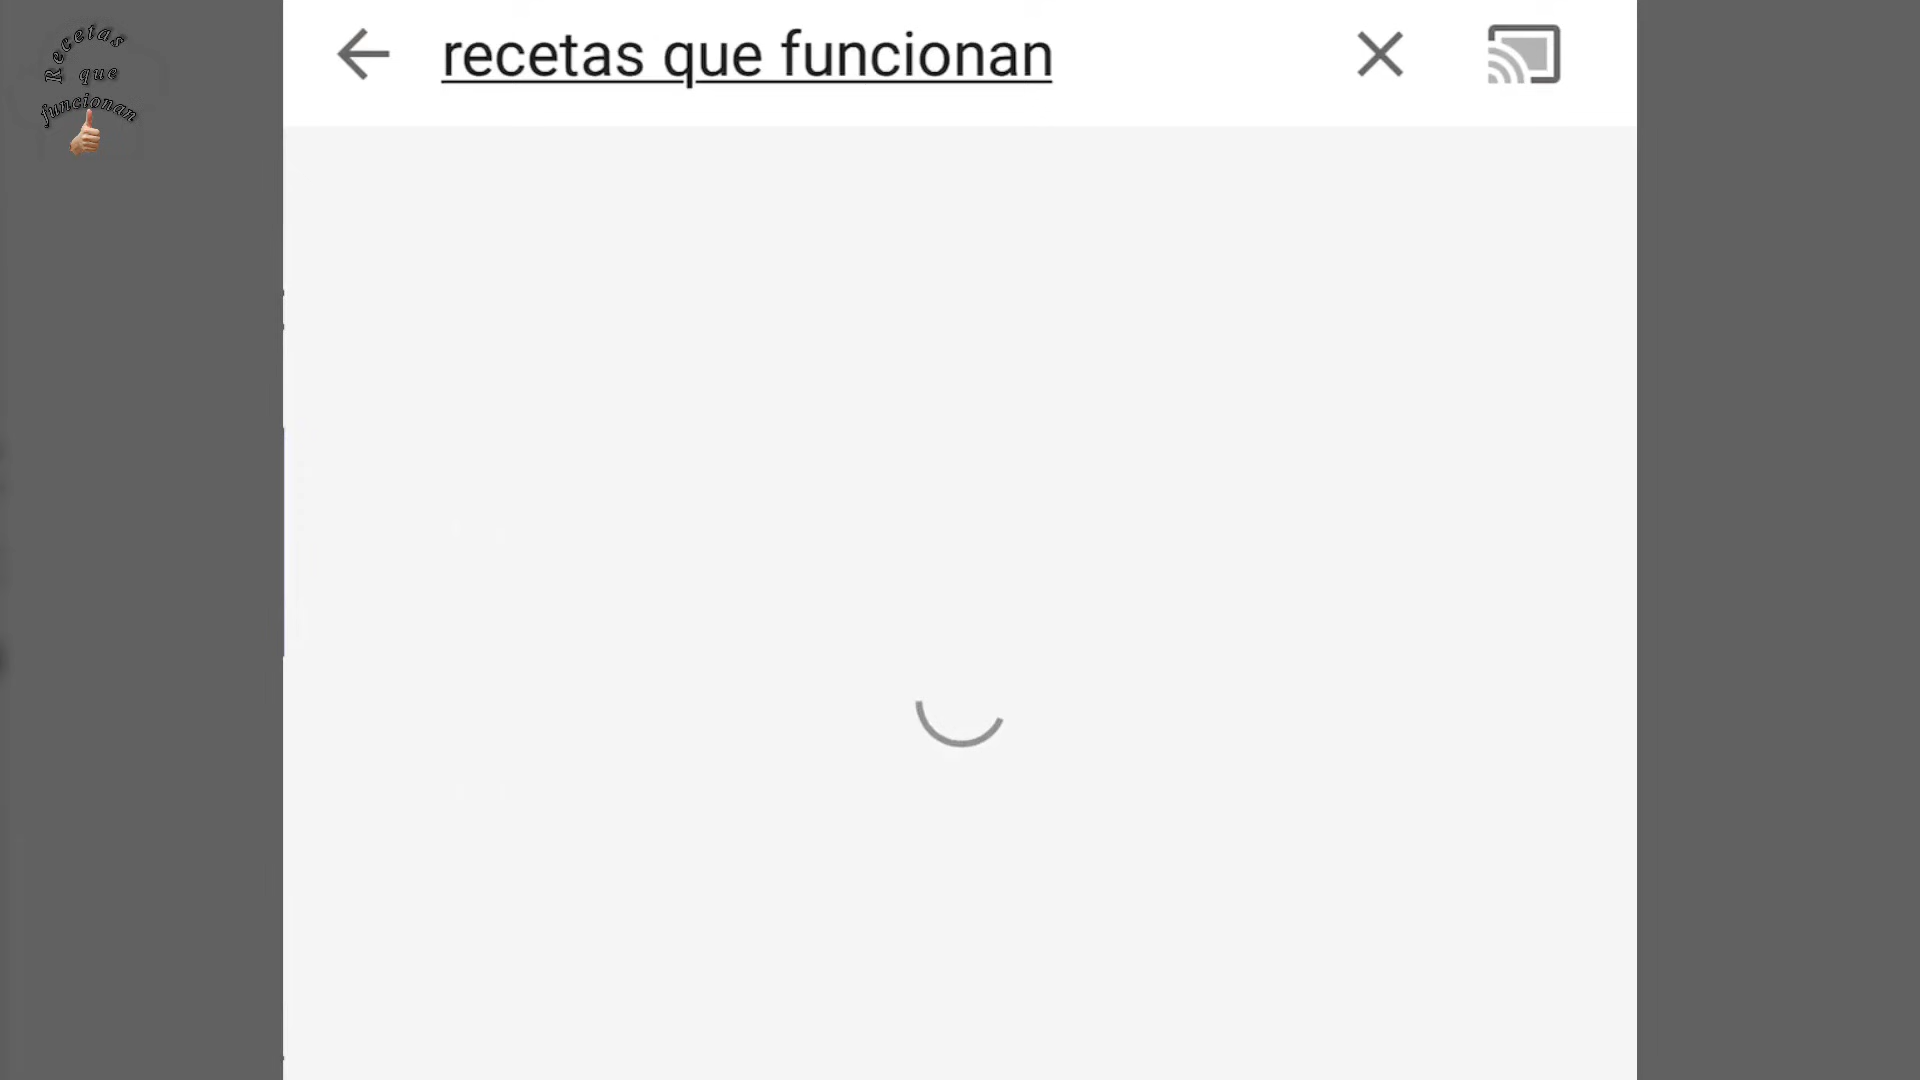 recetas que funcionan
Recetas
que
funcionan